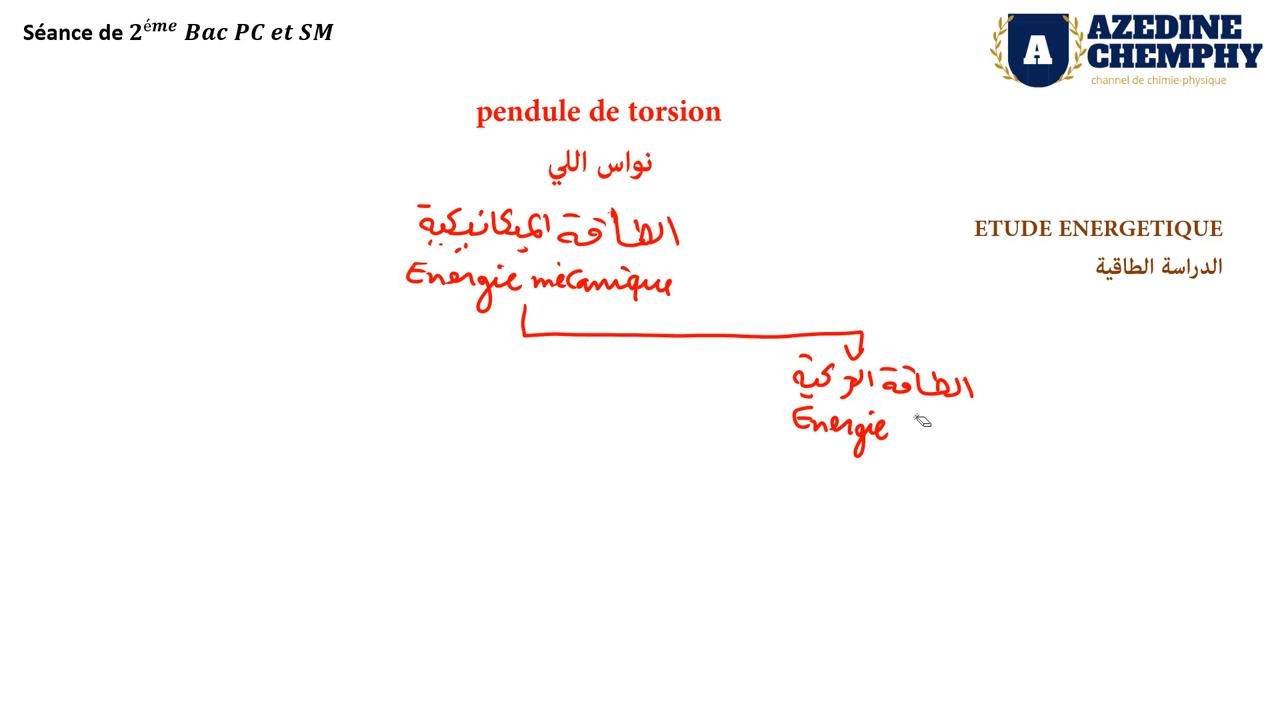 Séance de 2éme Bac PC et SM
AZEDINE
CHEMPHY
channel de chimie-physique
A
pendule de torsion
نواس اللي
الطاقة الميكانيكية
Energie mécanique
ETUDE ENERGETIQUE
الدراسة الطاقية
الطاقة الحركية
Energie